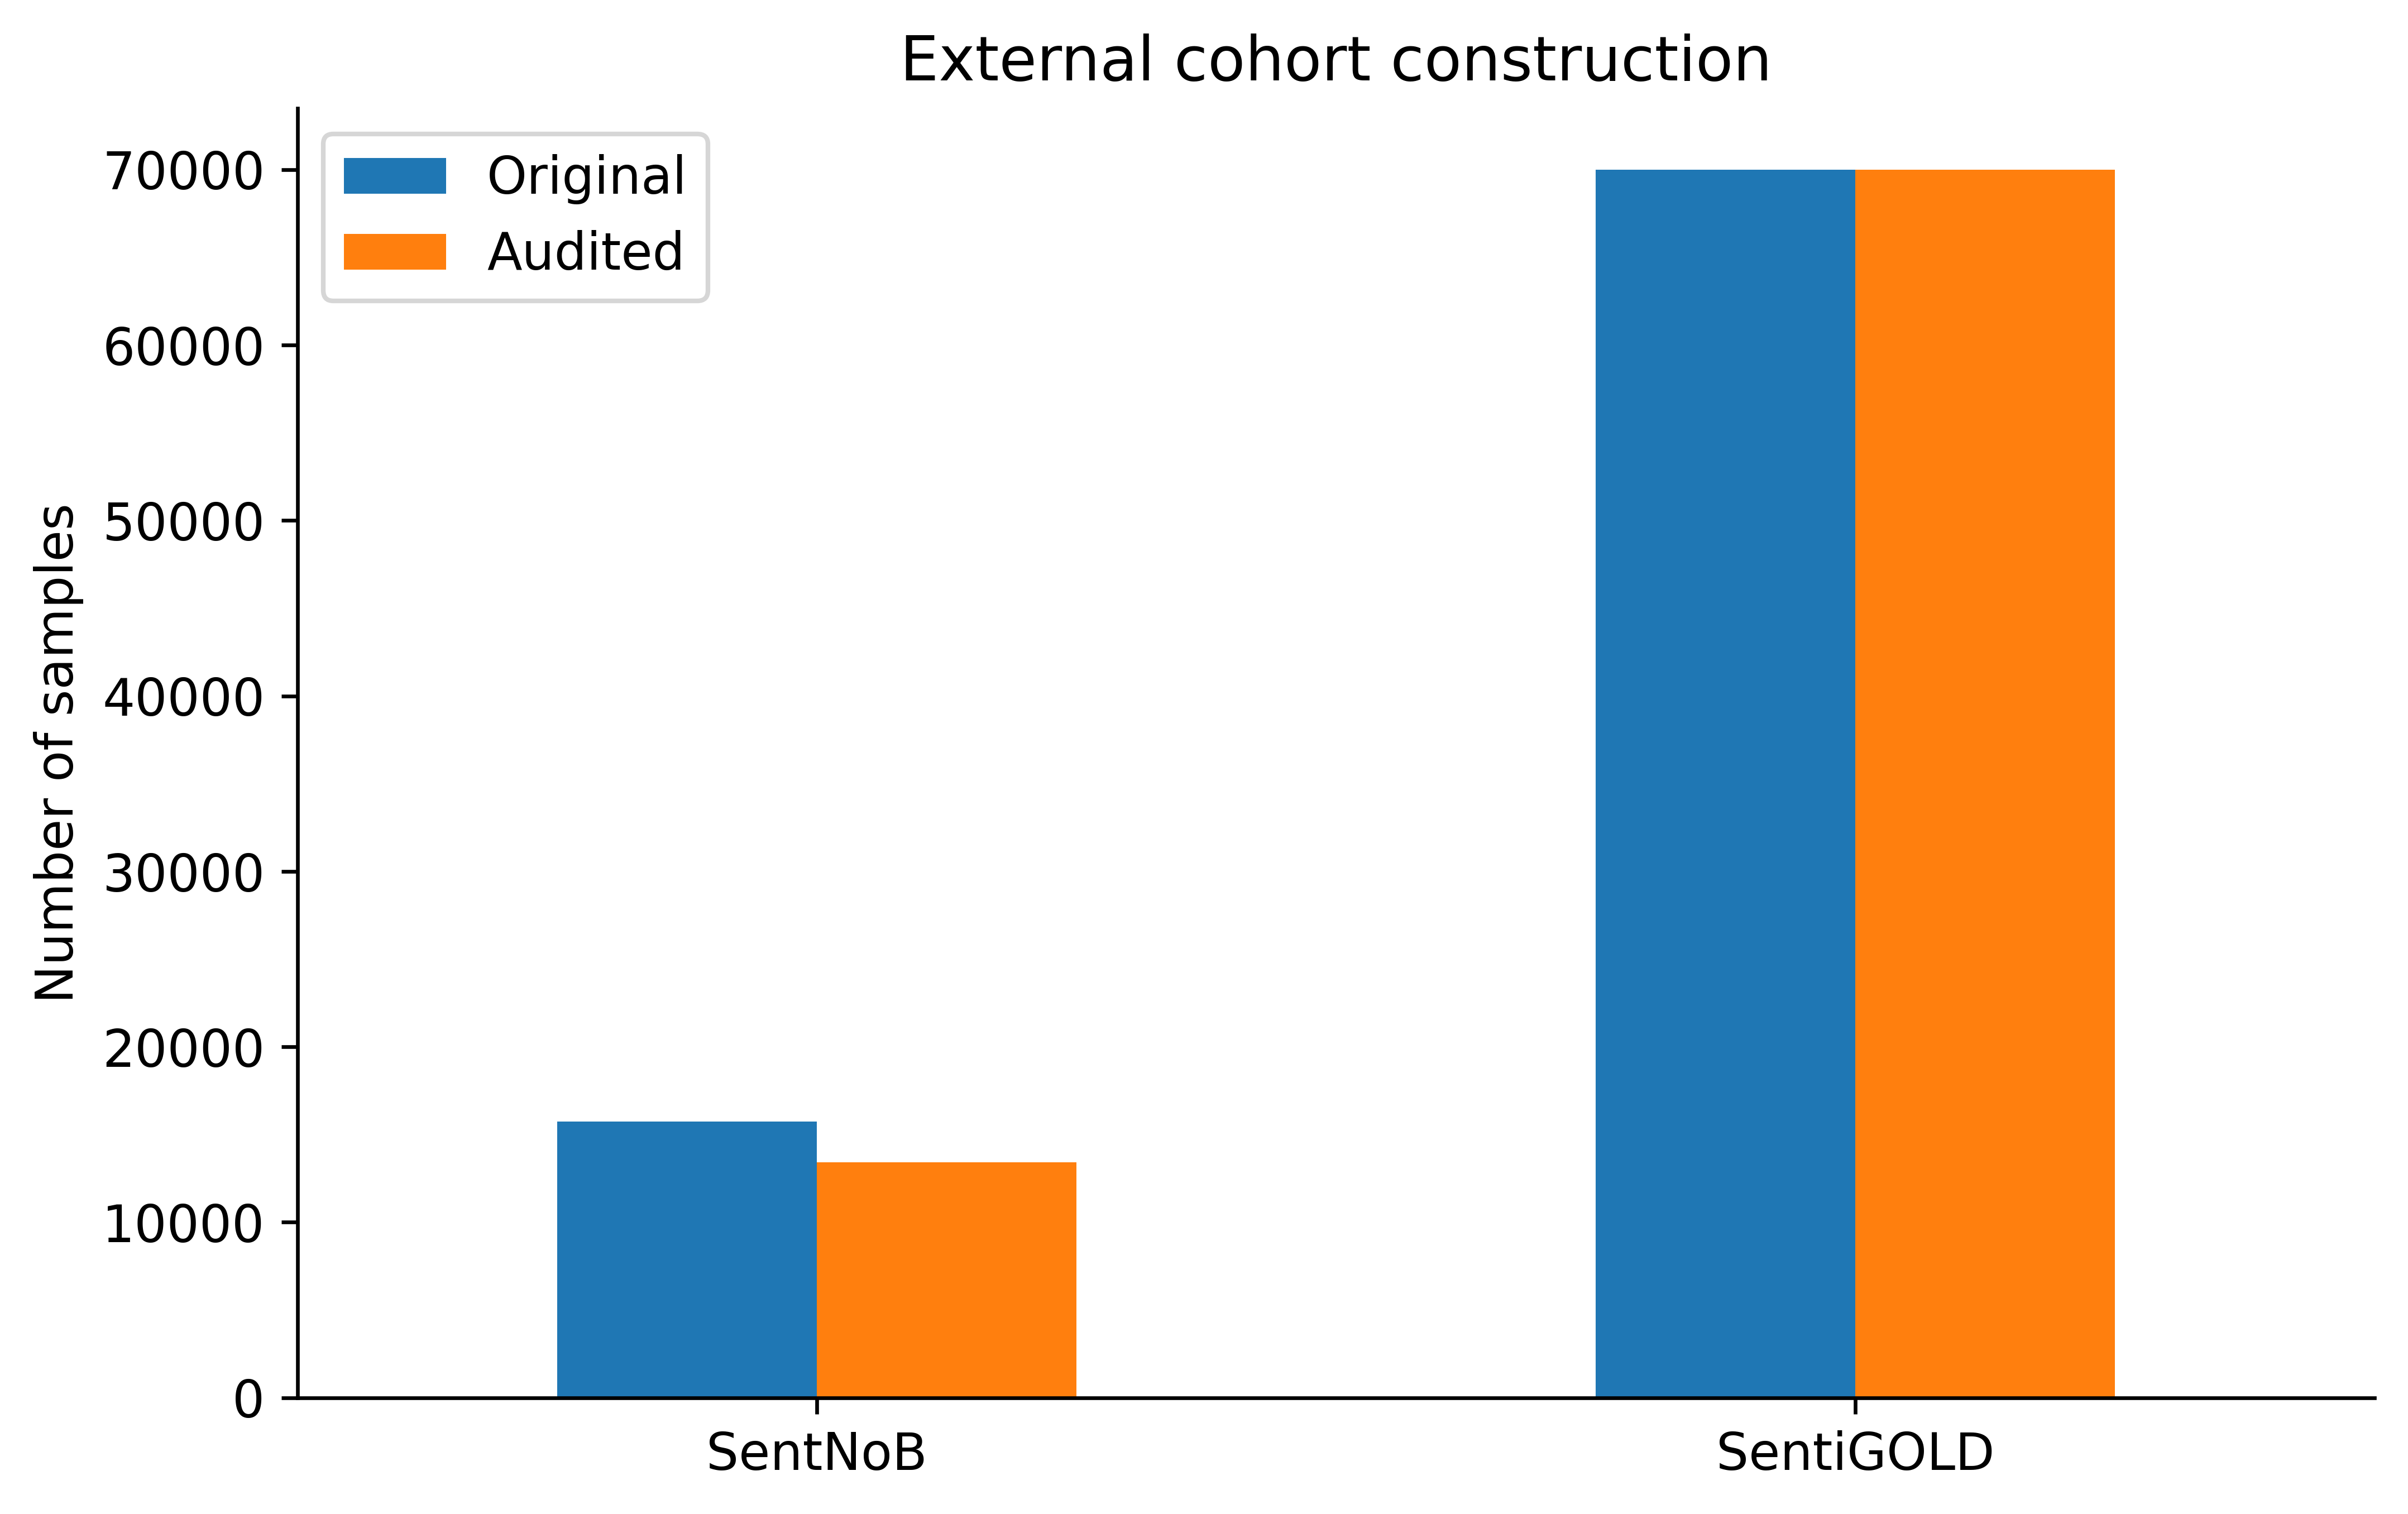 External cohort construction
Original
Audited
Number of samples
70000
60000
50000
40000
30000
20000
10000
0
SentNoB
SentiGOLD